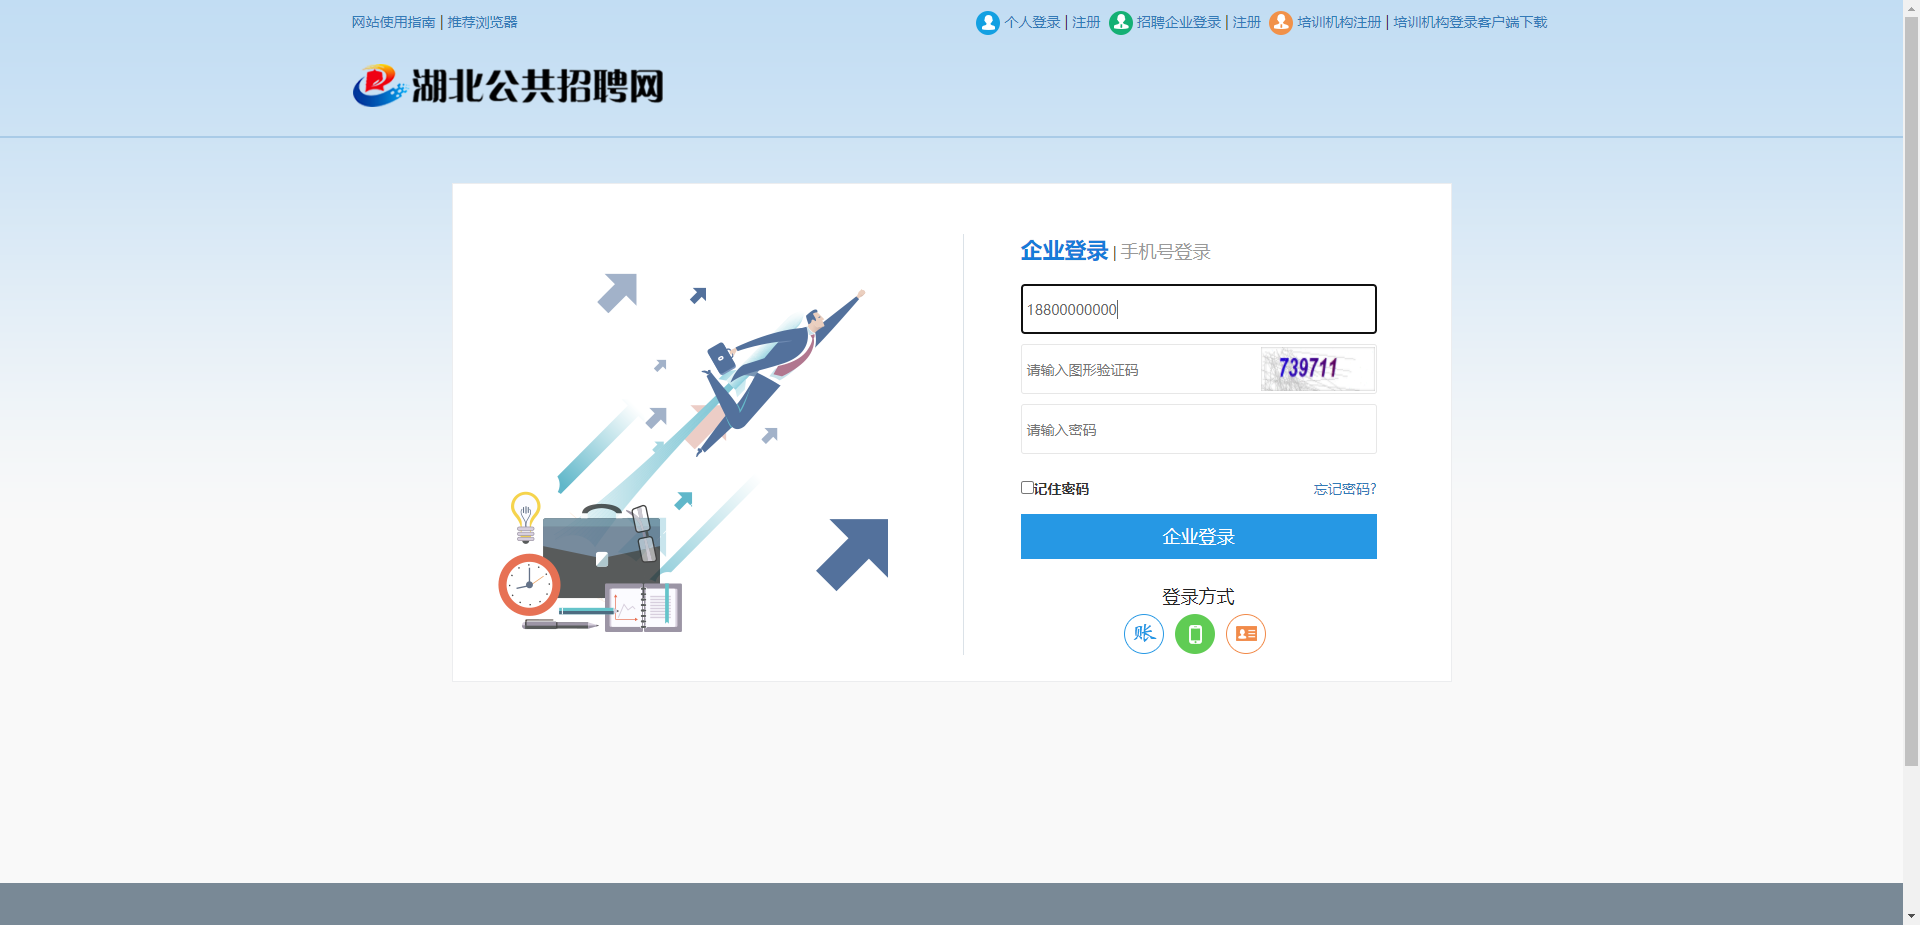 网站使用指南 | 推荐浏览器
个人登录 | 注册 招聘企业登录 | 注册 培训机构注册 | 培训机构登录客户端下载
湖北公共招聘网
企业登录 | 手机号登录
18800000000
请输入图形验证码 739711
请输入密码
记住密码 忘记密码?
企业登录
登录方式
账